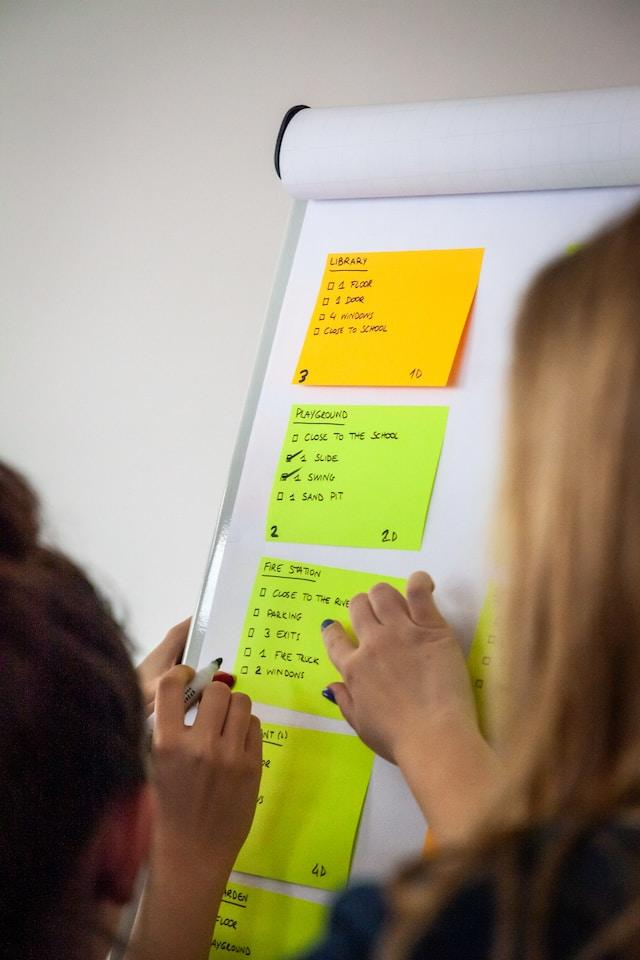 LIBRARY
1 FLOOR
1 DOOR
4 WINDOWS
CLOSE TO SCHOOL
3 1D
PLAYGROUND
CLOSE TO THE SCHOOL
1 SLIDE
1 SWING
1 SAND PIT
2 2D
FIRE STATION
CLOSE TO THE
PARKING
3 EXITS
1 FIRE TRUCK
2 WINDOWS
4D